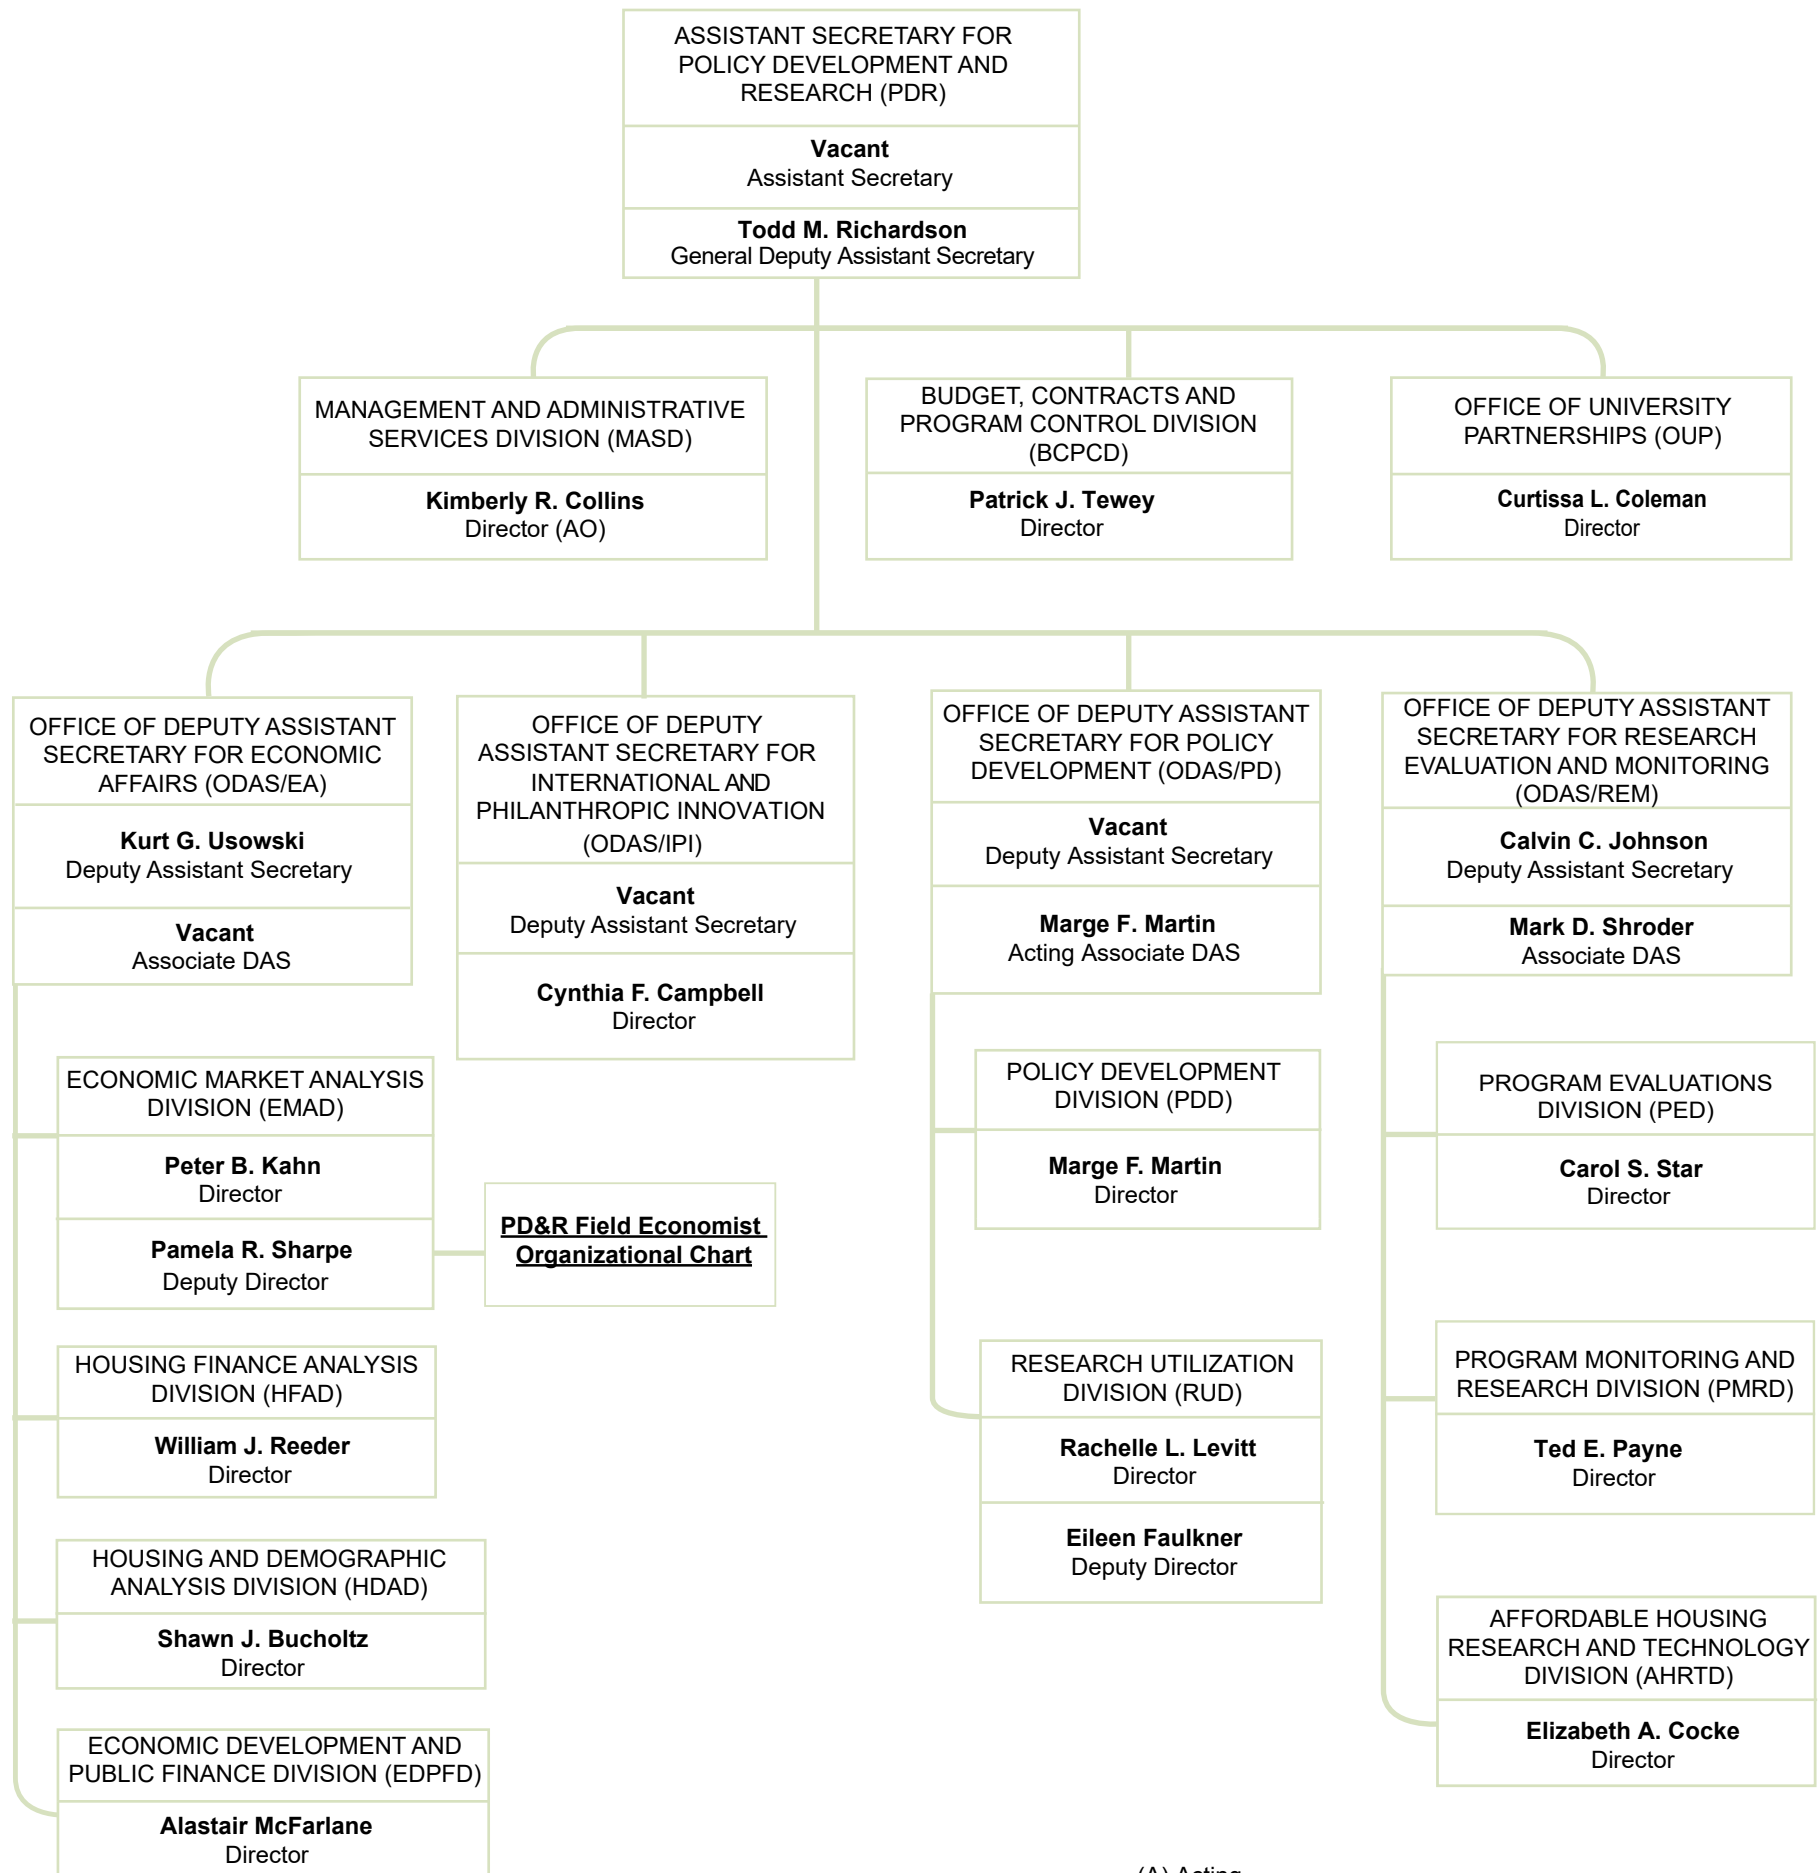 ASSISTANT SECRETARY FOR
POLICY DEVELOPMENT AND
RESEARCH (PDR)
Vacant
Assistant Secretary
Todd M. Richardson
General Deputy Assistant Secretary
MANAGEMENT AND ADMINISTRATIVE
SERVICES DIVISION (MASD)
Kimberly R. Collins
Director (AO)
BUDGET, CONTRACTS AND
PROGRAM CONTROL DIVISION
(BCPCD)
Patrick J. Tewey
Director
OFFICE OF UNIVERSITY
PARTNERSHIPS (OUP)
Curtissa L. Coleman
Director
OFFICE OF DEPUTY ASSISTANT
SECRETARY FOR ECONOMIC
AFFAIRS (ODAS/EA)
Kurt G. Usowski
Deputy Assistant Secretary
Vacant
Associate DAS
OFFICE OF DEPUTY
ASSISTANT SECRETARY FOR
INTERNATIONAL AND
PHILANTHROPIC INNOVATION
(ODAS/IPI)
Vacant
Deputy Assistant Secretary
Cynthia F. Campbell
Director
OFFICE OF DEPUTY ASSISTANT
SECRETARY FOR POLICY
DEVELOPMENT (ODAS/PD)
Vacant
Deputy Assistant Secretary
Marge F. Martin
Acting Associate DAS
OFFICE OF DEPUTY ASSISTANT
SECRETARY FOR RESEARCH
EVALUATION AND MONITORING
(ODAS/REM)
Calvin C. Johnson
Deputy Assistant Secretary
Mark D. Shroder
Associate DAS
ECONOMIC MARKET ANALYSIS
DIVISION (EMAD)
Peter B. Kahn
Director
Pamela R. Sharpe
Deputy Director
PD&R Field Economist
Organizational Chart
HOUSING FINANCE ANALYSIS
DIVISION (HFAD)
William J. Reeder
Director
HOUSING AND DEMOGRAPHIC
ANALYSIS DIVISION (HDAD)
Shawn J. Bucholtz
Director
ECONOMIC DEVELOPMENT AND
PUBLIC FINANCE DIVISION (EDPFD)
Alastair McFarlane
Director
POLICY DEVELOPMENT
DIVISION (PDD)
Marge F. Martin
Director
RESEARCH UTILIZATION
DIVISION (RUD)
Rachelle L. Levitt
Director
Eileen Faulkner
Deputy Director
PROGRAM EVALUATIONS
DIVISION (PED)
Carol S. Star
Director
PROGRAM MONITORING AND
RESEARCH DIVISION (PMRD)
Ted E. Payne
Director
AFFORDABLE HOUSING
RESEARCH AND TECHNOLOGY
DIVISION (AHRTD)
Elizabeth A. Cocke
Director
(A) Acting